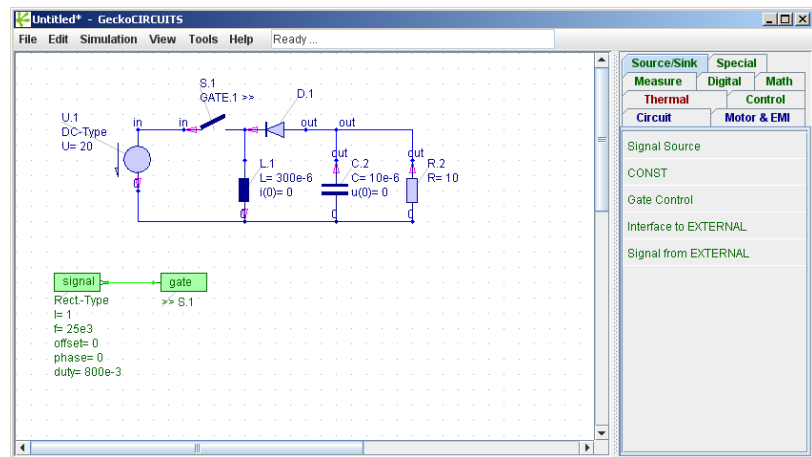 Untitled* - GeckoCIRCUITS
File Edit Simulation View Tools Help Ready ...
S.1
GATE.1 >>
D.1
U.1
DC-Type
U= 20
in
in
out
out
0
L.1
L= 300e-6
i(0)= 0
0
out
C.2
C= 10e-6
u(0)= 0
0
out
R.2
R= 10
0
signal
Rect.-Type
I= 1
f= 25e3
offset= 0
phase= 0
duty= 800e-3
gate
>> S.1
Source/Sink Special
Measure Digital Math
Thermal Control
Circuit Motor & EMI
Signal Source
CONST
Gate Control
Interface to EXTERNAL
Signal from EXTERNAL